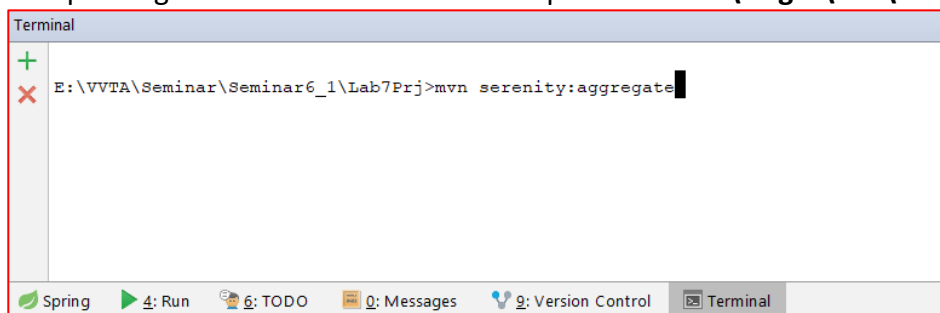 Terminal
E:\VVTA\Seminar\Seminar6_1\Lab7Prj>mvn serenity:aggregate
Spring 4: Run 6: TODO 0: Messages 9: Version Control Terminal